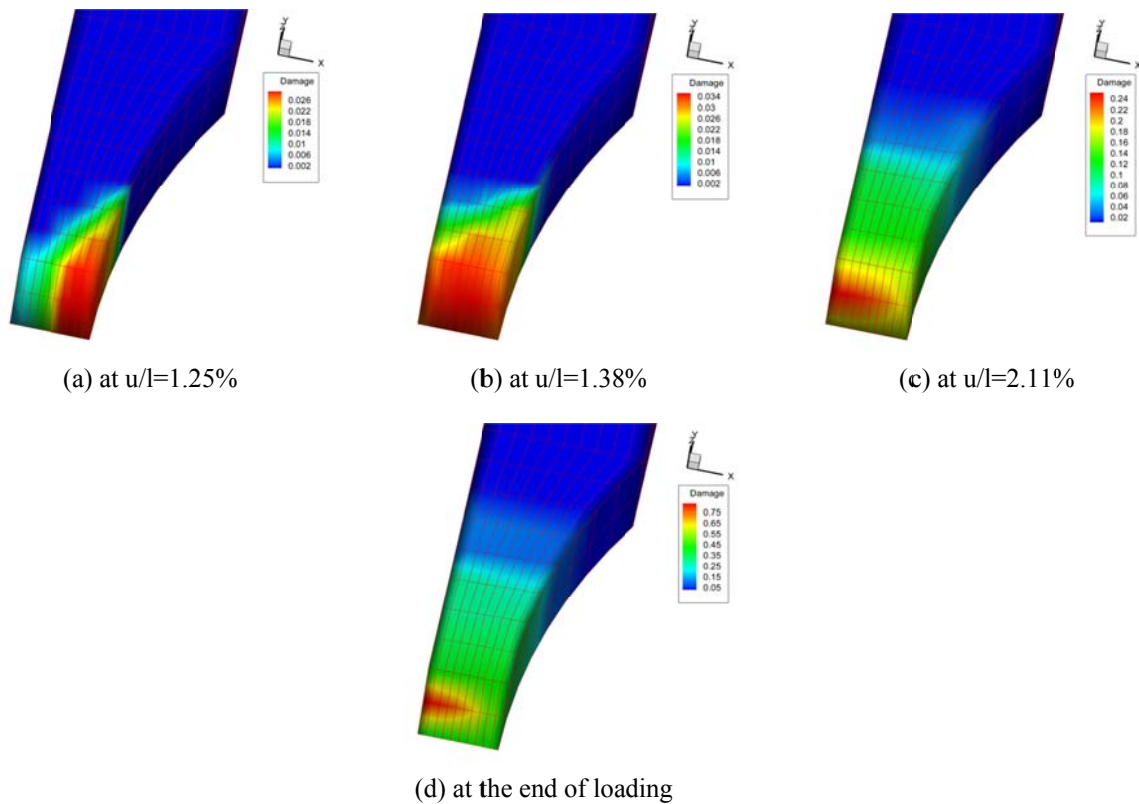 Y
Z
X
Damage
0.026
0.022
0.018
0.014
0.01
0.006
0.002
(a) at u/l=1.25%
Y
Z
X
Damage
0.034
0.03
0.026
0.022
0.018
0.014
0.01
0.006
0.002
(b) at u/l=1.38%
Y
Z
X
Damage
0.24
0.22
0.2
0.18
0.16
0.14
0.12
0.1
0.08
0.06
0.04
0.02
(c) at u/l=2.11%
Y
Z
X
Damage
0.75
0.65
0.55
0.45
0.35
0.25
0.15
0.05
(d) at the end of loading